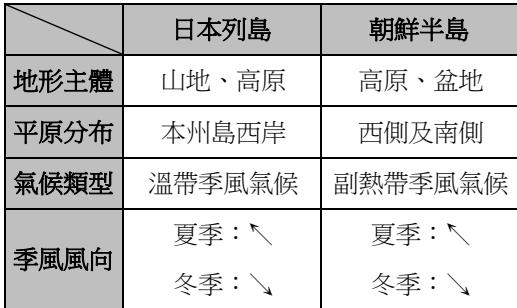 日本列島 朝鮮半島
地形主體 山地、高原 高原、盆地
平原分布 本州島西岸 西側及南側
氣候類型 溫帶季風氣候 副熱帶季風氣候
季風風向 夏季：↖ 夏季：↖
冬季：↘ 冬季：↘